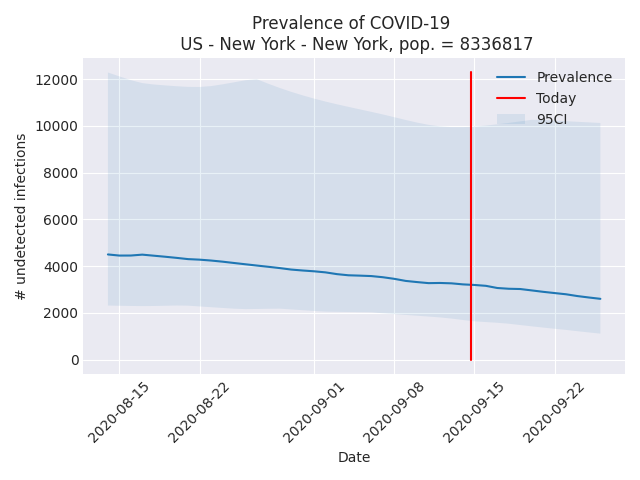 Prevalence of COVID-19
US - New York - New York, pop. = 8336817
12000
10000
8000
6000
4000
2000
0
# undetected infections
Prevalence
Today
95CI
2020-08-15
2020-08-22
2020-09-01
2020-09-08
2020-09-15
2020-09-22
Date